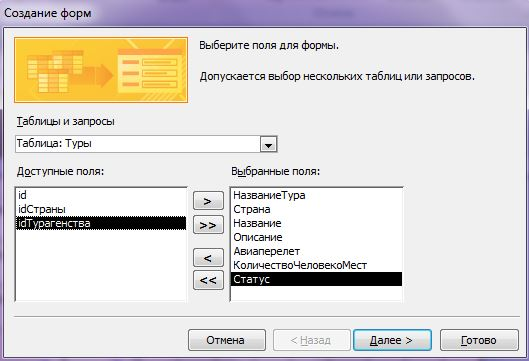 Создание форм
Выберите поля для формы.
Допускается выбор нескольких таблиц или запросов.
Таблицы и запросы
Таблица: Туры
Доступные поля:
Выбранные поля:
id
idСтраны
idТурагенства
>
>>
<
<<
НазваниеТура
Страна
Название
Описание
Авиаперелет
КоличествоЧеловекоМест
Статус
Отмена
< Назад
Далее >
Готово